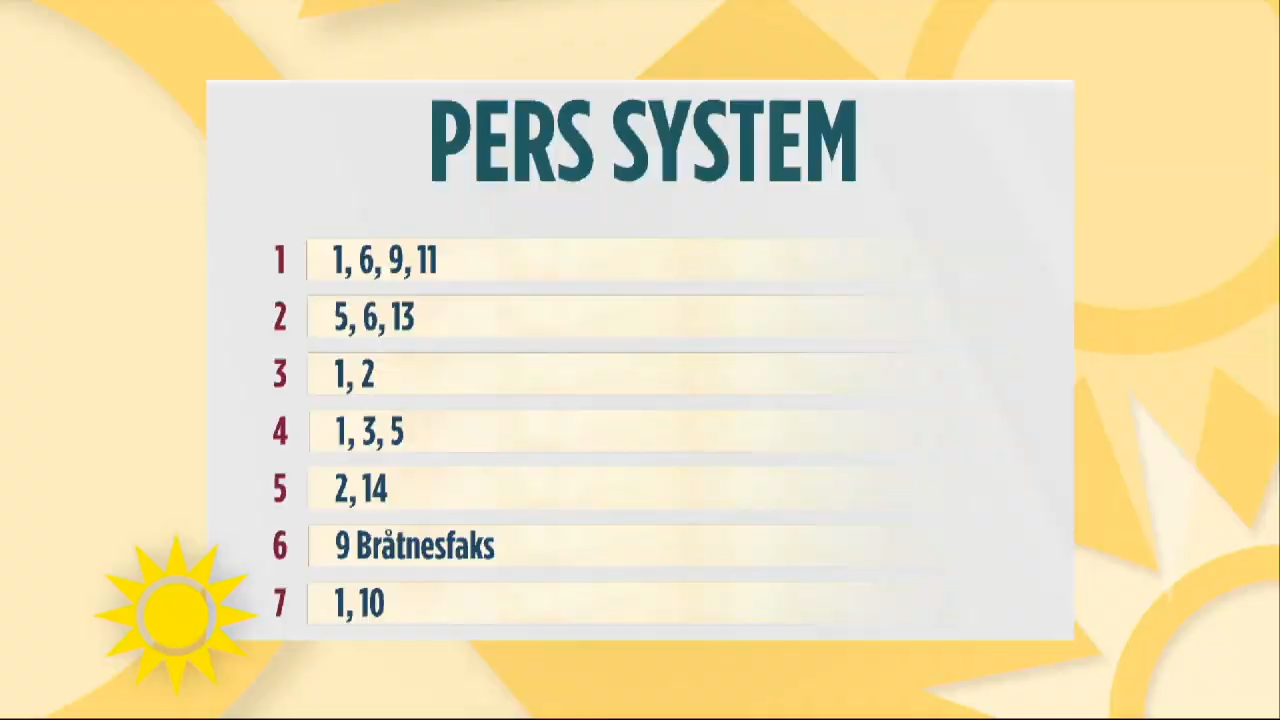 PERS SYSTEM
1 1, 6, 9, 11
2 5, 6, 13
3 1, 2
4 1, 3, 5
5 2, 14
6 9 Bråtnesfaks
7 1, 10